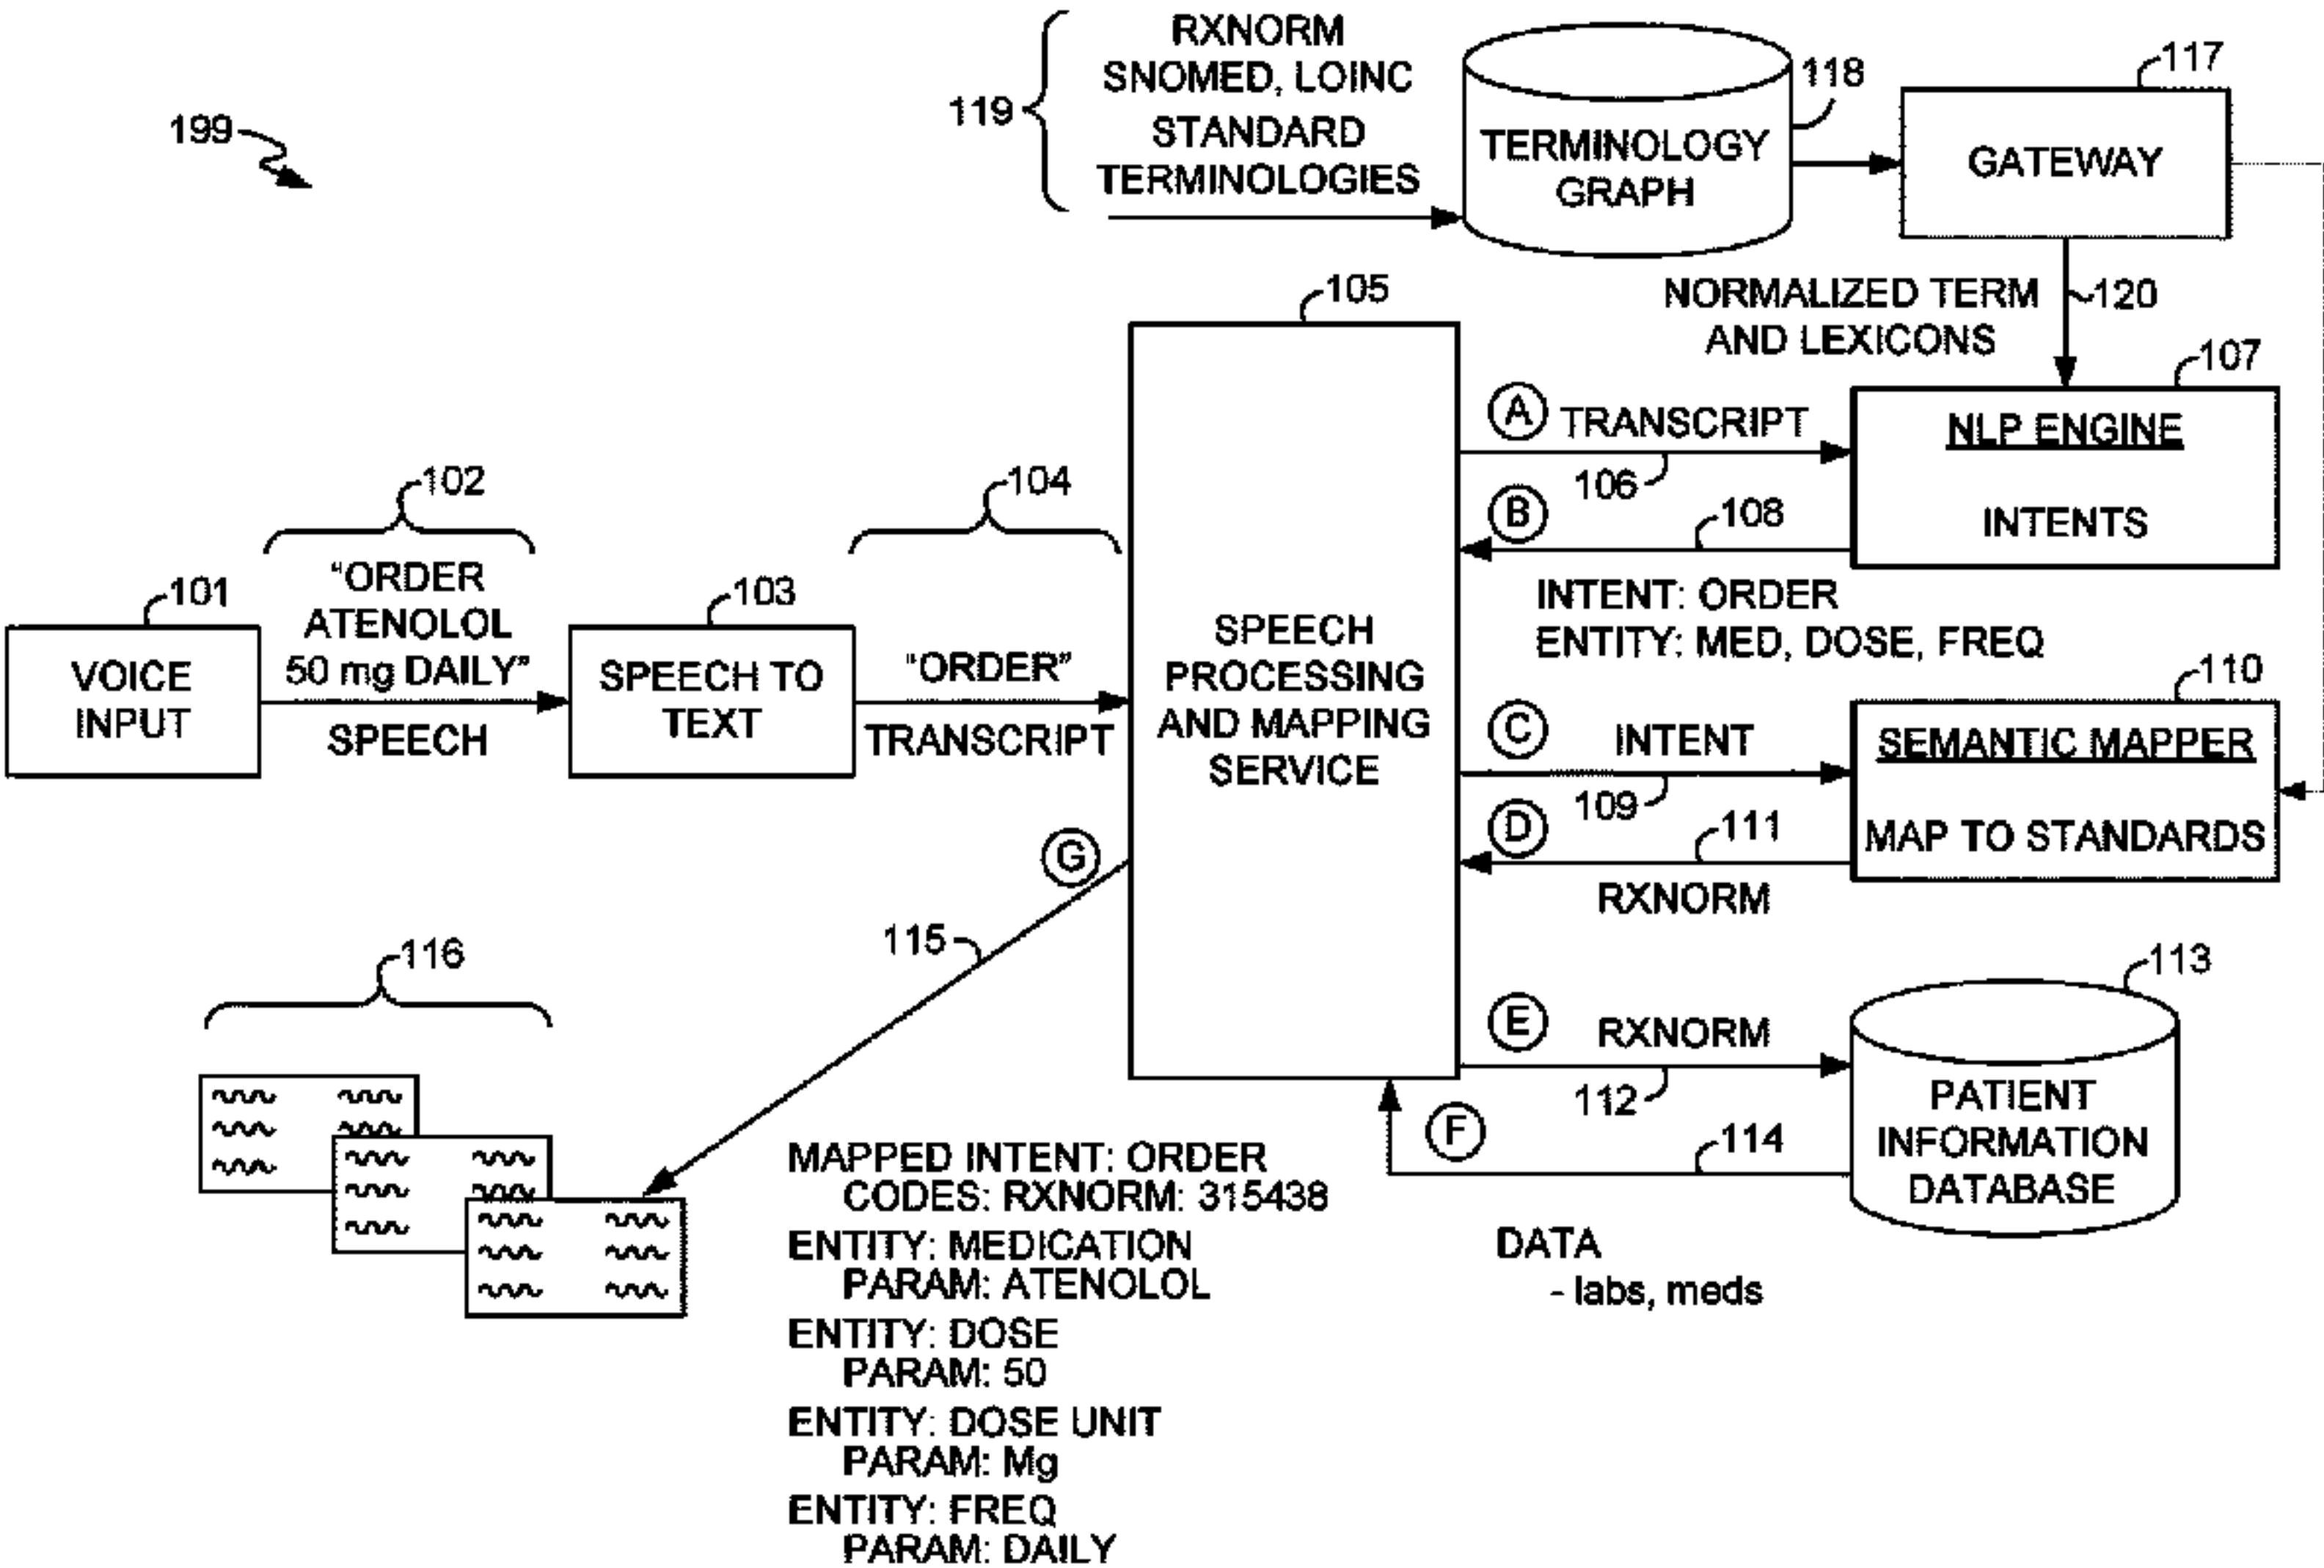 RXNORM
SNOMED, LOINC
STANDARD
TERMINOLOGIES
119
199
TERMINOLOGY
GRAPH
118
GATEWAY
117
NORMALIZED TERM
AND LEXICONS
120
105
107
NLP ENGINE
INTENTS
A
TRANSCRIPT
106
B
108
INTENT: ORDER
ENTITY: MED, DOSE, FREQ
102
104
"ORDER
ATENOLOL
50 mg DAILY"
SPEECH
101
VOICE
INPUT
103
SPEECH TO
TEXT
"ORDER"
TRANSCRIPT
SPEECH
PROCESSING
AND MAPPING
SERVICE
110
C
INTENT
109
SEMANTIC MAPPER
MAP TO STANDARDS
D
111
RXNORM
G
115
116
113
E
RXNORM
112
PATIENT
INFORMATION
DATABASE
F
114
DATA
- labs, meds
MAPPED INTENT: ORDER
CODES: RXNORM: 315438
ENTITY: MEDICATION
PARAM: ATENOLOL
ENTITY: DOSE
PARAM: 50
ENTITY: DOSE UNIT
PARAM: Mg
ENTITY: FREQ
PARAM: DAILY